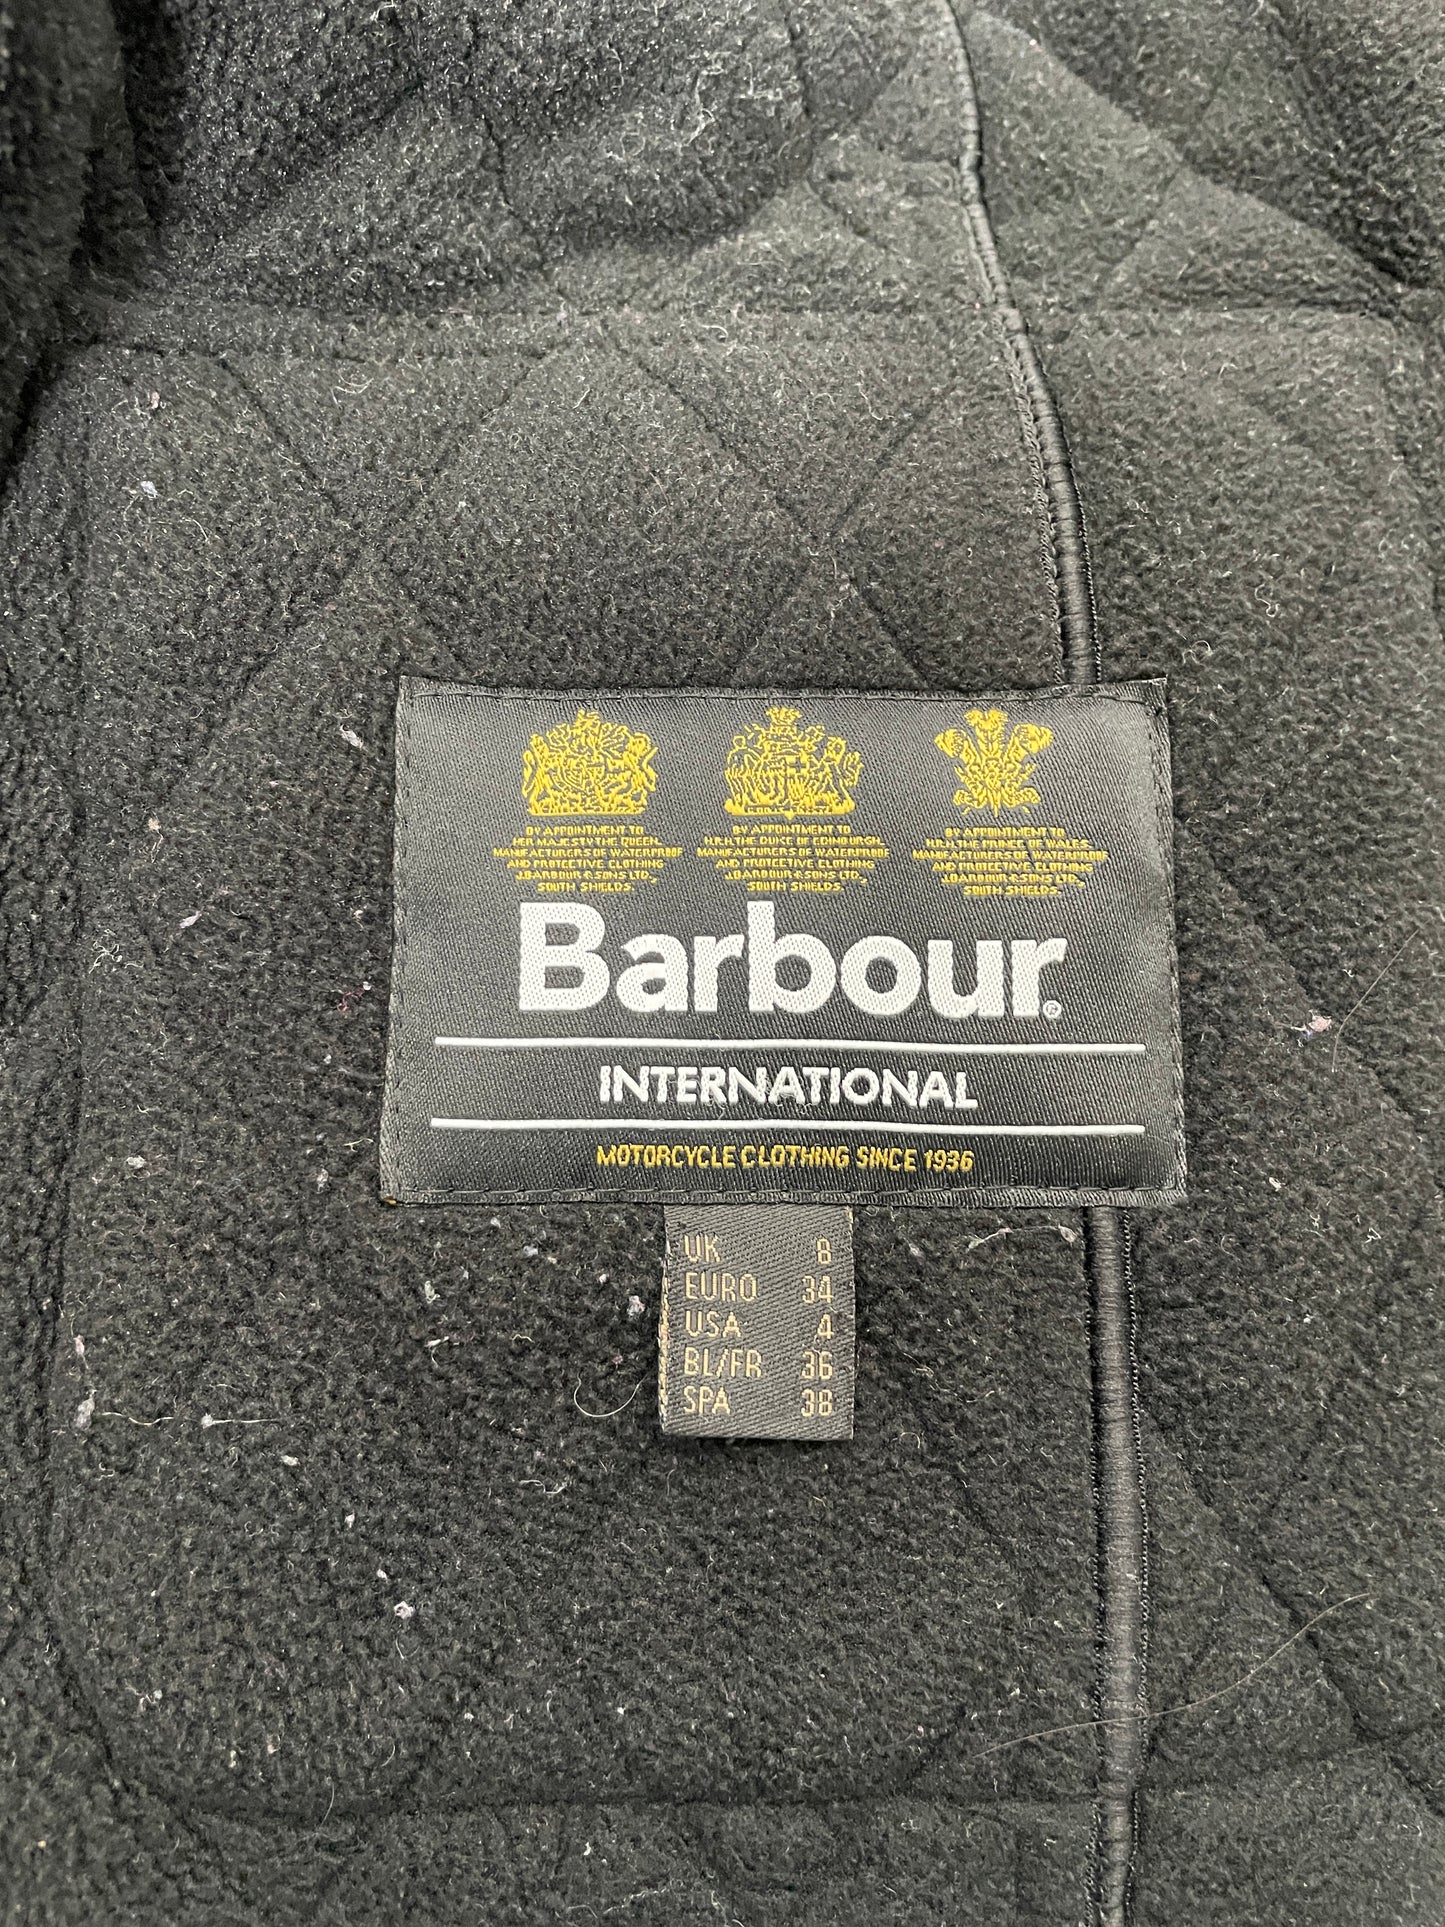 BY APPOINTMENT TO
HER MAJESTY THE QUEEN.
MANUFACTURERS OF WATERPROOF
AND PROTECTIVE CLOTHING
J.BARBOUR & SONS LTD.,
SOUTH SHIELDS.
BY APPOINTMENT TO
H.R.H. THE DUKE OF EDINBURGH.
MANUFACTURERS OF WATERPROOF
AND PROTECTIVE CLOTHING
J.BARBOUR & SONS LTD.,
SOUTH SHIELDS.
BY APPOINTMENT TO
H.R.H. THE PRINCE OF WALES.
MANUFACTURERS OF WATERPROOF
AND PROTECTIVE CLOTHING
J.BARBOUR & SONS LTD.,
SOUTH SHIELDS.
Barbour®
INTERNATIONAL
MOTORCYCLE CLOTHING SINCE 1936
UK 8
EURO 34
USA 4
BL/FR 36
SPA 38